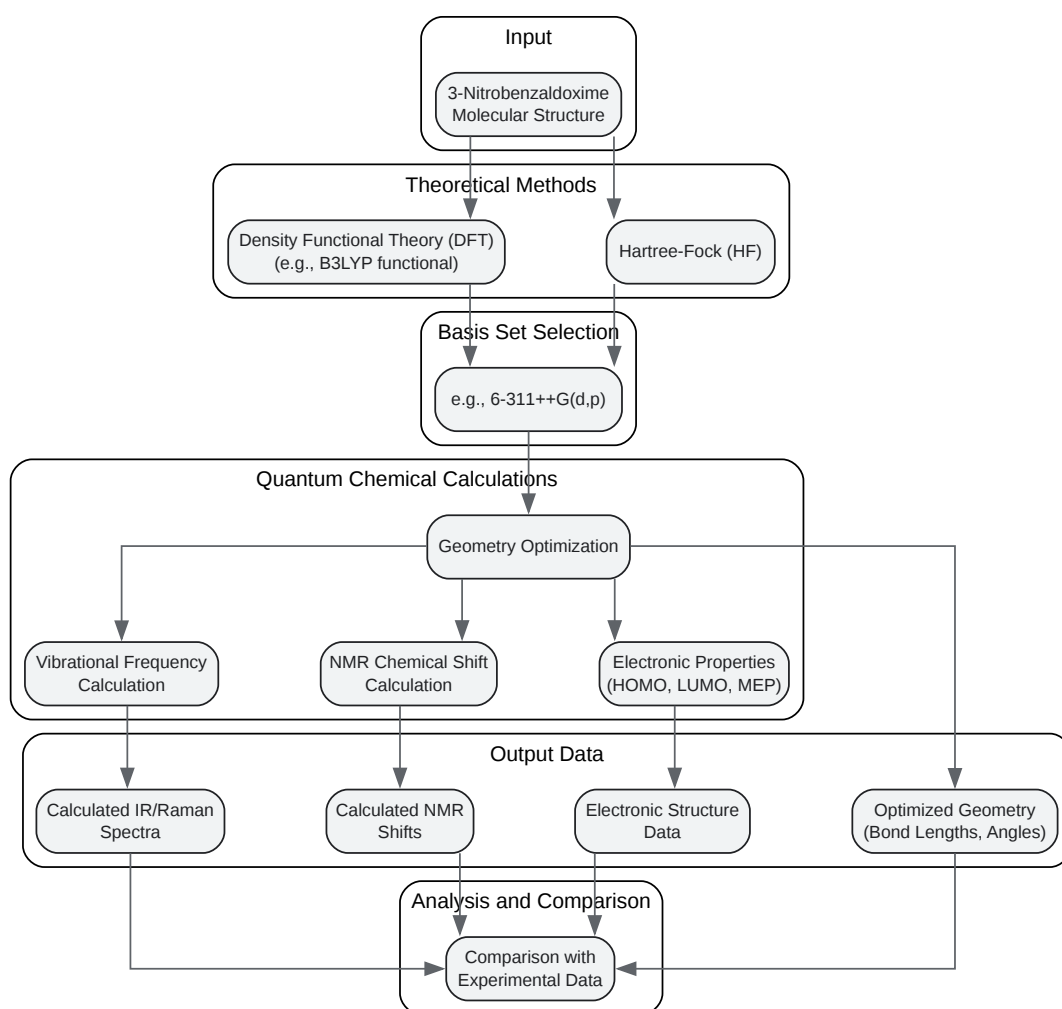 Input
3-Nitrobenzaldoxime
Molecular Structure
Theoretical Methods
Density Functional Theory (DFT)
(e.g., B3LYP functional)
Hartree-Fock (HF)
Basis Set Selection
e.g., 6-311++G(d,p)
Quantum Chemical Calculations
Geometry Optimization
Vibrational Frequency
Calculation
NMR Chemical Shift
Calculation
Electronic Properties
(HOMO, LUMO, MEP)
Output Data
Calculated IR/Raman
Spectra
Calculated NMR
Shifts
Electronic Structure
Data
Optimized Geometry
(Bond Lengths, Angles)
Analysis and Comparison
Comparison with
Experimental Data